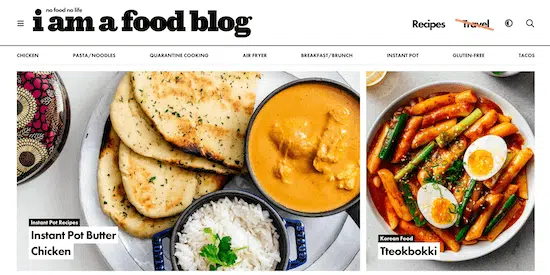 no food no life
i am a food blog
Recipes
Travel
CHICKEN
PASTA/NOODLES
QUARANTINE COOKING
AIR FRYER
BREAKFAST/BRUNCH
INSTANT POT
GLUTEN-FREE
TACOS
Instant Pot Recipes
Instant Pot Butter
Chicken
Korean Food
Tteokbokki